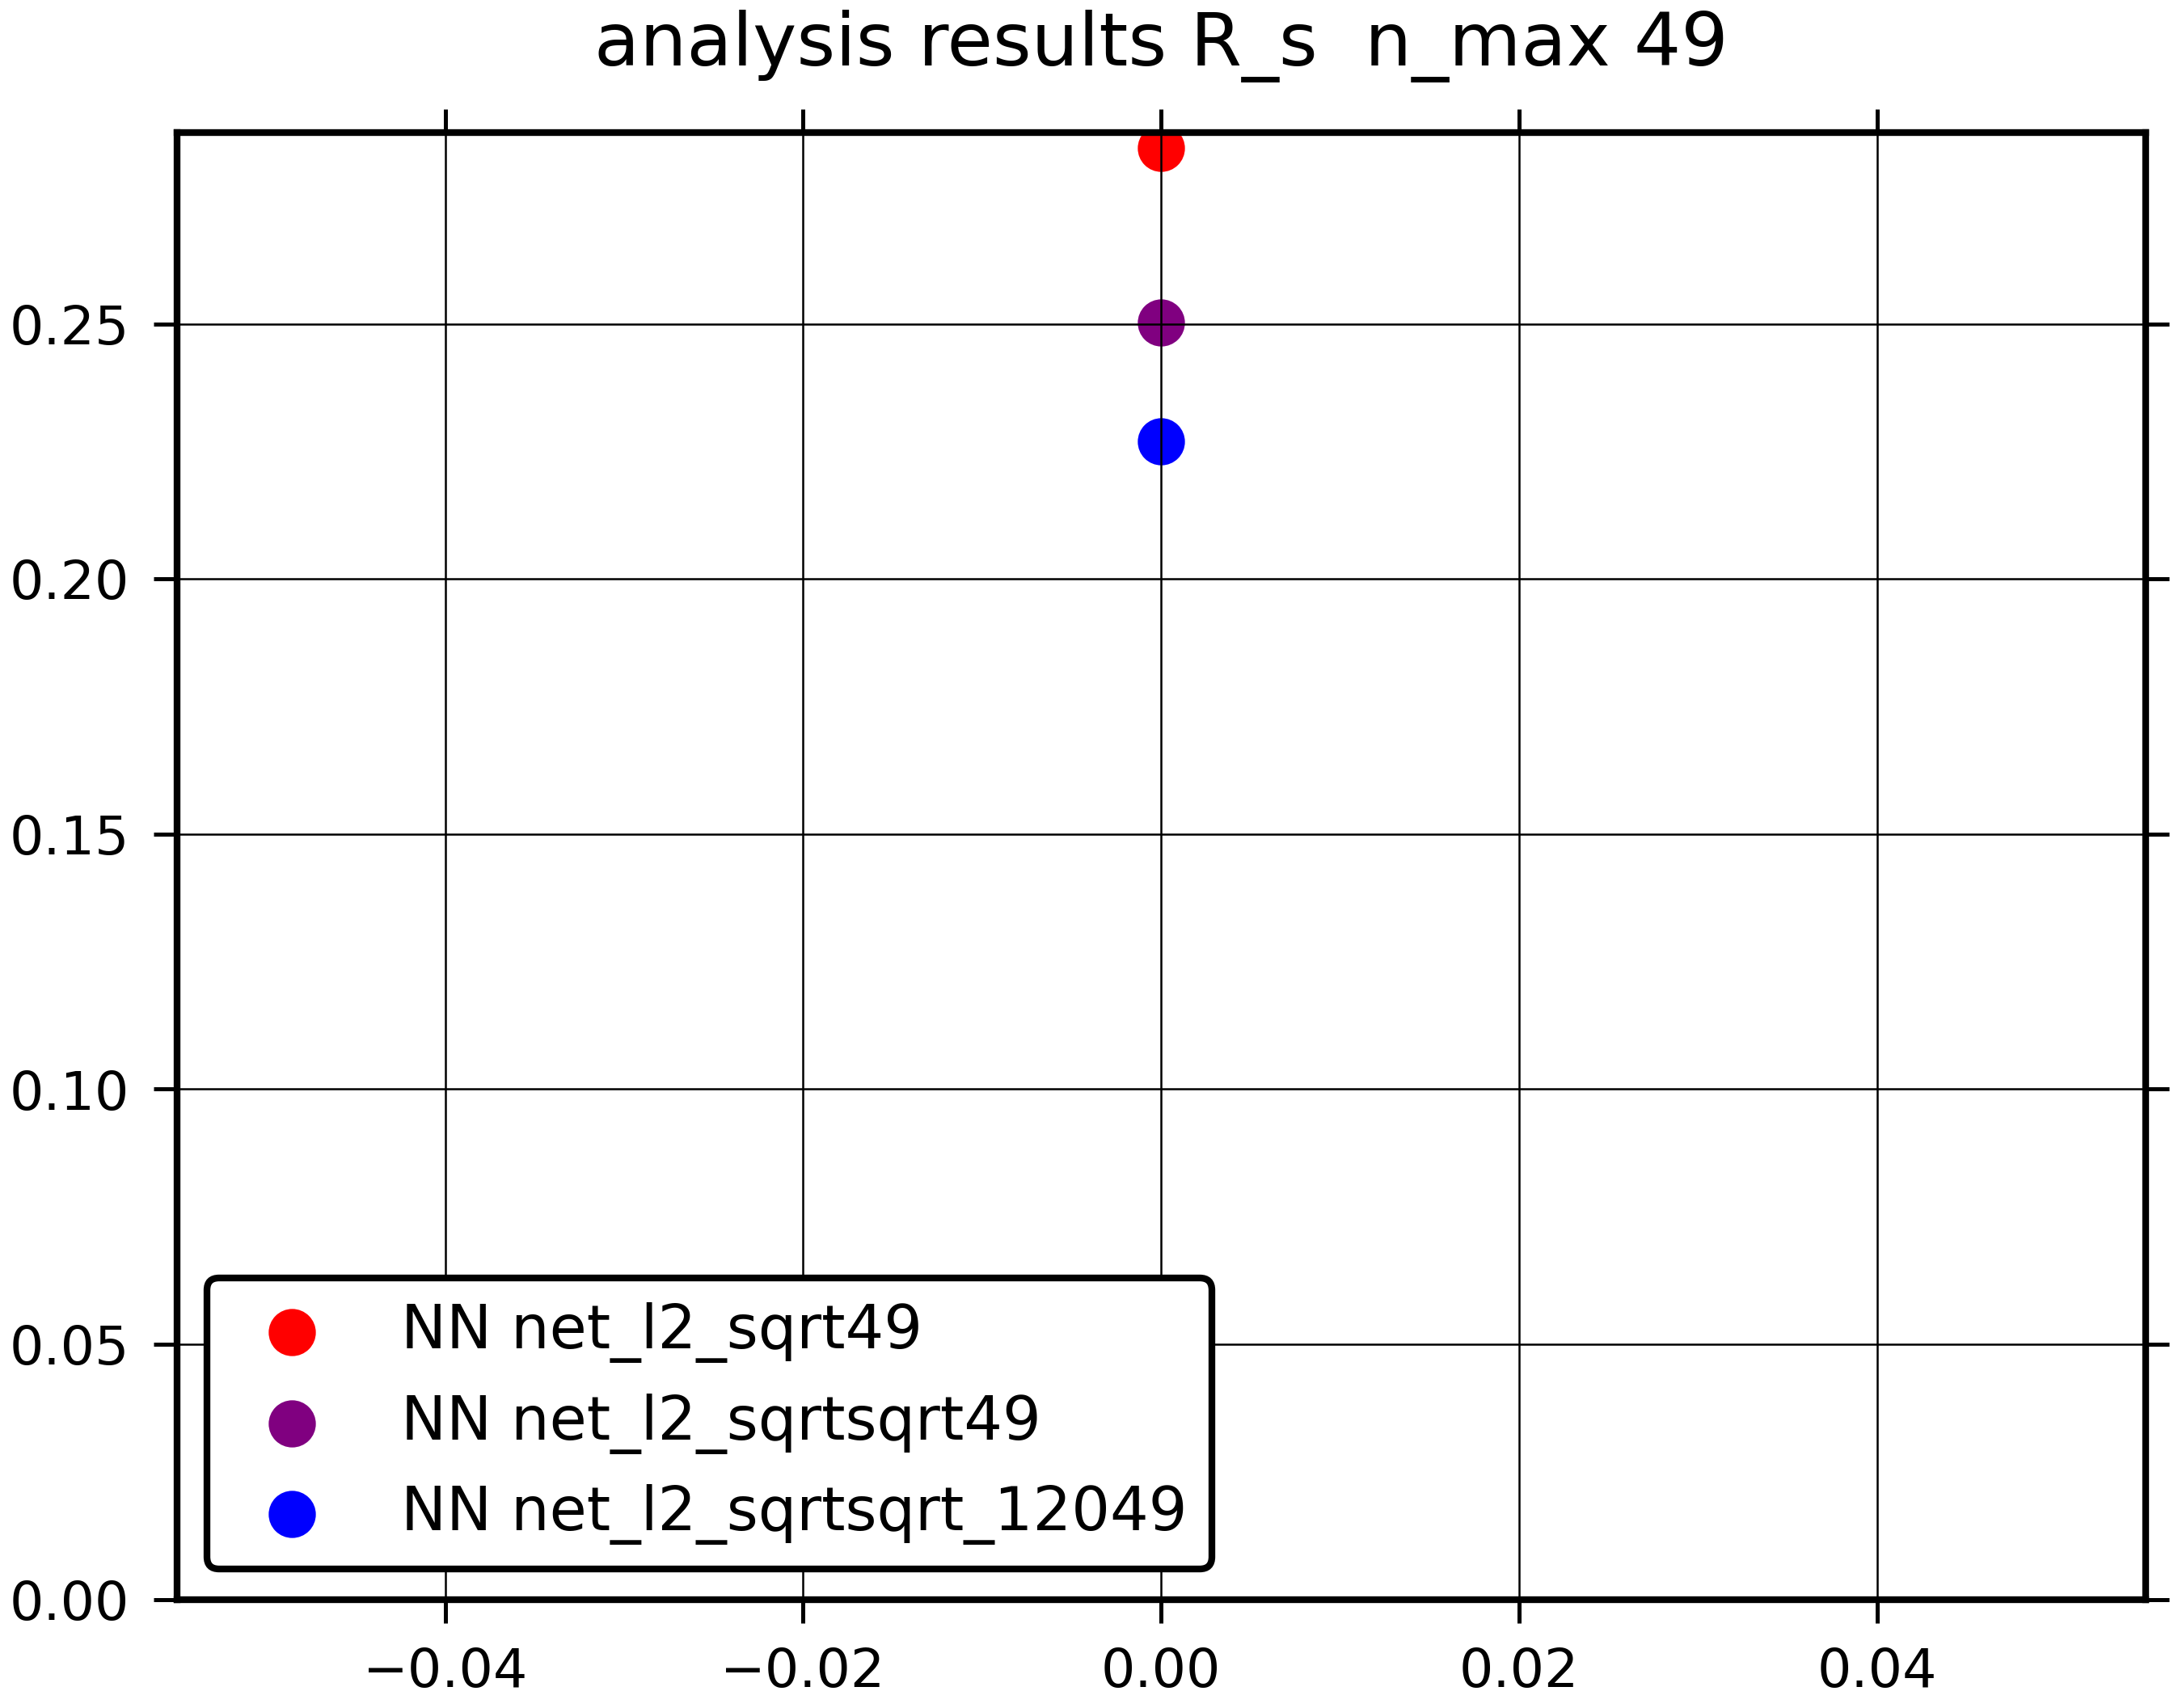 analysis results R_s  n_max 49
0.25
0.20
0.15
0.10
0.05
0.00
NN net_l2_sqrt49
NN net_l2_sqrtsqrt49
NN net_l2_sqrtsqrt_12049
−0.04 −0.02 0.00 0.02 0.04